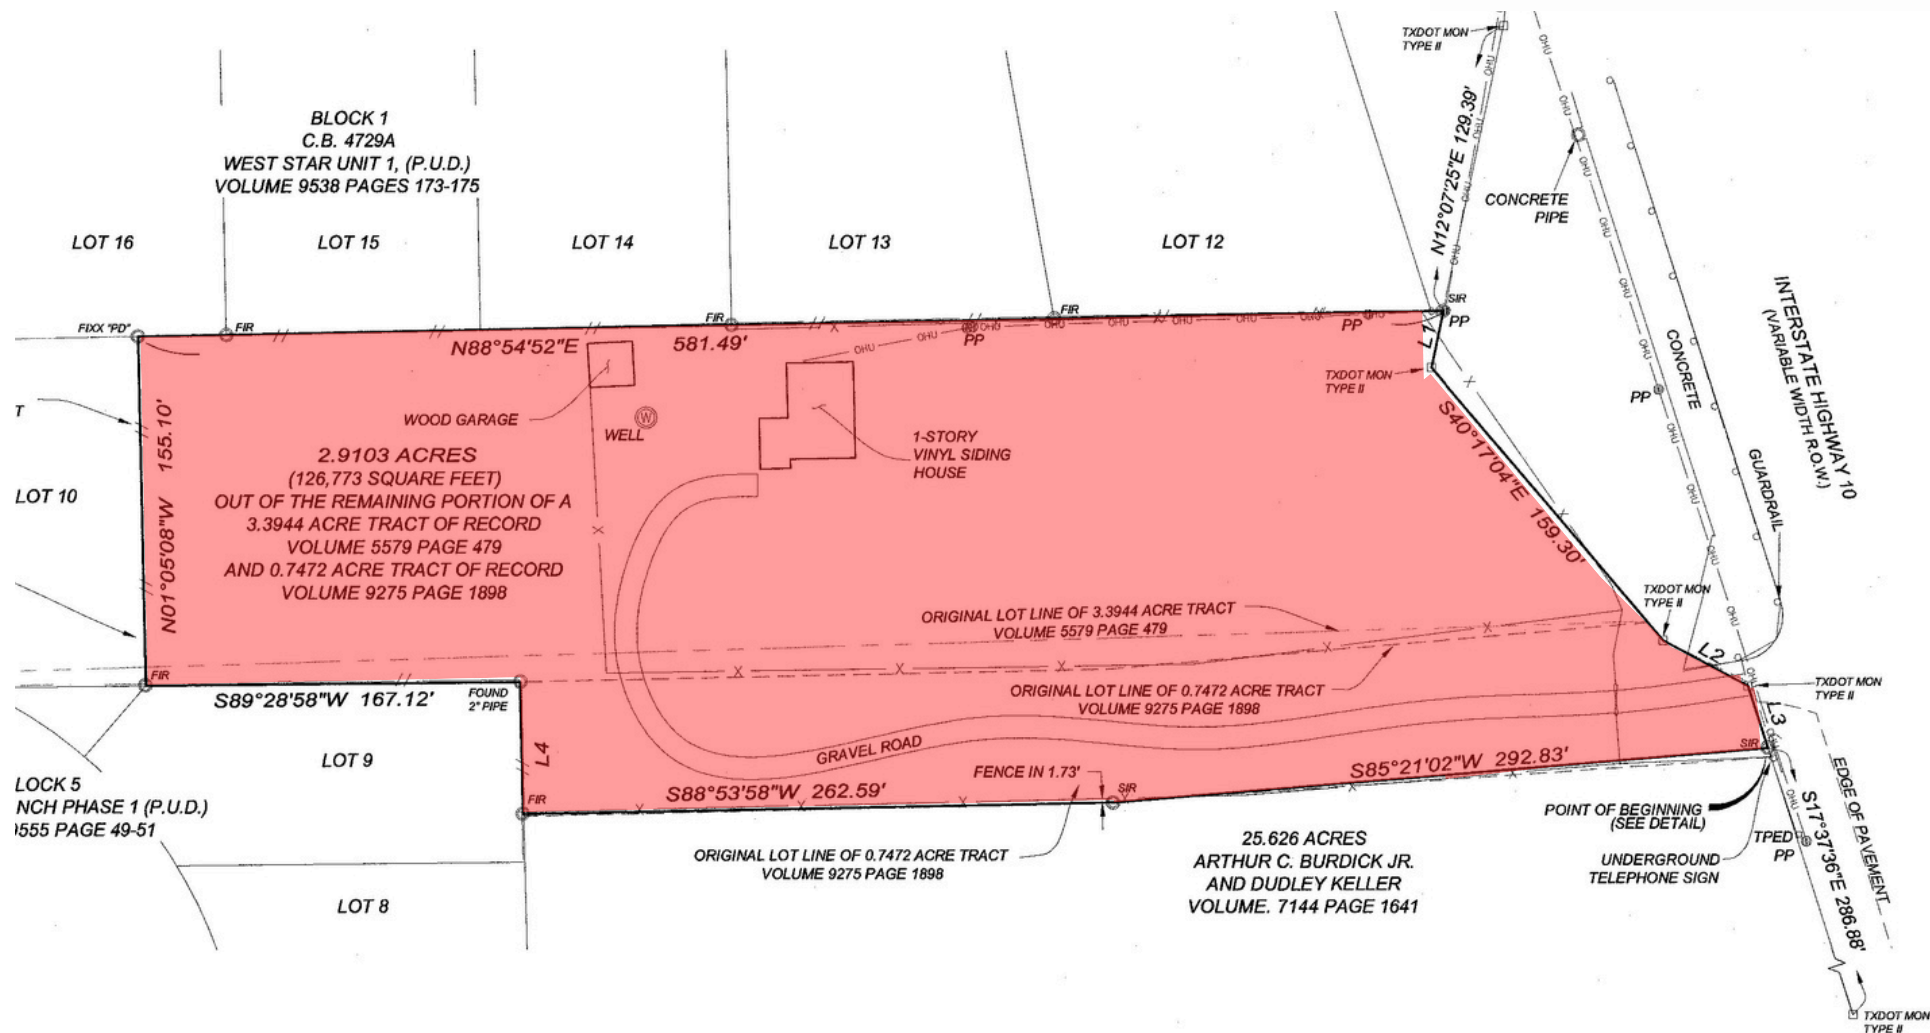 TXDOT MON
TYPE II
N12°07'25"E 129.39'
OHU
BLOCK 1
C.B. 4729A
WEST STAR UNIT 1, (P.U.D.)
VOLUME 9538 PAGES 173-175
CONCRETE
PIPE
LOT 16
LOT 15
LOT 14
LOT 13
LOT 12
INTERSTATE HIGHWAY 10
(VARIABLE WIDTH R.O.W.)
FIXX "PD"
FIR
FIR
FIR
SIR
PP
PP
PP
N88°54'52"E 581.49'
L1
TXDOT MON
TYPE II
PP
CONCRETE
GUARDRAIL
T
WOOD GARAGE
WELL
W
1-STORY
VINYL SIDING
HOUSE
S40°17'04"E 159.30'
N01°05'08"W 155.10'
2.9103 ACRES
(126,773 SQUARE FEET)
OUT OF THE REMAINING PORTION OF A
3.3944 ACRE TRACT OF RECORD
VOLUME 5579 PAGE 479
AND 0.7472 ACRE TRACT OF RECORD
VOLUME 9275 PAGE 1898
LOT 10
ORIGINAL LOT LINE OF 3.3944 ACRE TRACT
VOLUME 5579 PAGE 479
TXDOT MON
TYPE II
L2
FIR
S89°28'58"W 167.12'
FOUND
2" PIPE
ORIGINAL LOT LINE OF 0.7472 ACRE TRACT
VOLUME 9275 PAGE 1898
TXDOT MON
TYPE II
L3
L4
GRAVEL ROAD
SIR
LOT 9
FENCE IN 1.73'
S85°21'02"W 292.83'
S88°53'58"W 262.59'
FIR
SIR
LOCK 5
NCH PHASE 1 (P.U.D.)
9555 PAGE 49-51
EDGE OF PAVEMENT
POINT OF BEGINNING
(SEE DETAIL)
S17°37'36"E 286.88'
TPED
PP
ORIGINAL LOT LINE OF 0.7472 ACRE TRACT
VOLUME 9275 PAGE 1898
25.626 ACRES
ARTHUR C. BURDICK JR.
AND DUDLEY KELLER
VOLUME. 7144 PAGE 1641
UNDERGROUND
TELEPHONE SIGN
LOT 8
TXDOT MON
TYPE II